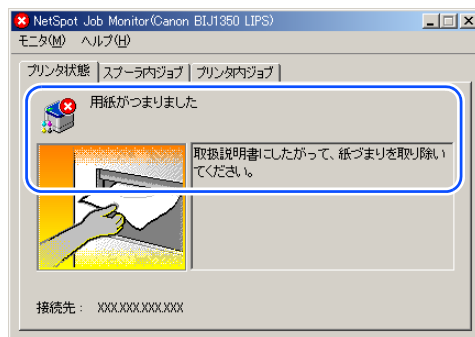 NetSpot Job Monitor(Canon BIJ1350 LIPS)
モニタ(M) ヘルプ(H)
プリンタ状態 スプーラ内ジョブ プリンタ内ジョブ
用紙がつまりました
取扱説明書にしたがって、紙づまりを取り除い
てください。
接続先： XXX.XXX.XXX.XXX